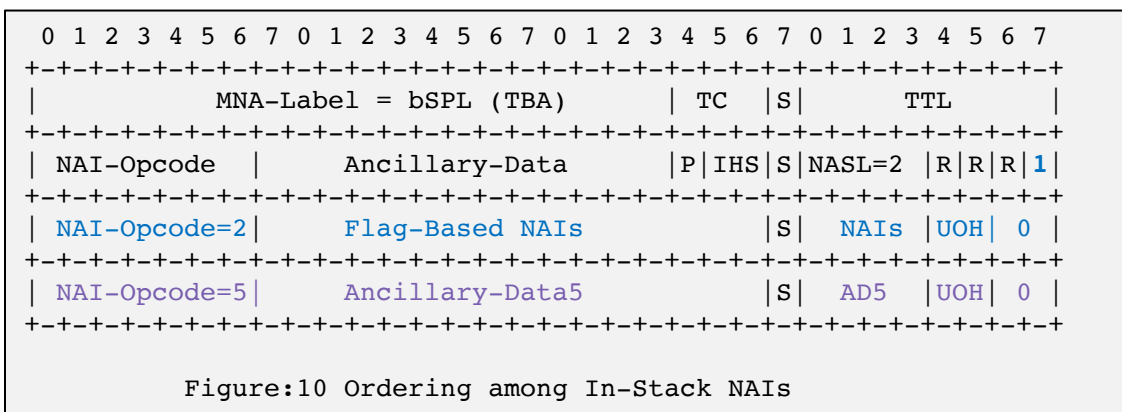 0 1 2 3 4 5 6 7 0 1 2 3 4 5 6 7 0 1 2 3 4 5 6 7 0 1 2 3 4 5 6 7
+-+-+-+-+-+-+-+-+-+-+-+-+-+-+-+-+-+-+-+-+-+-+-+-+-+-+-+-+-+-+-+-+
|           MNA-Label = bSPL (TBA)      | TC  |S|      TTL      |
+-+-+-+-+-+-+-+-+-+-+-+-+-+-+-+-+-+-+-+-+-+-+-+-+-+-+-+-+-+-+-+-+
| NAI-Opcode  |     Ancillary-Data      |P|IHS|S|NASL=2 |R|R|R|1|
+-+-+-+-+-+-+-+-+-+-+-+-+-+-+-+-+-+-+-+-+-+-+-+-+-+-+-+-+-+-+-+-+
| NAI-Opcode=2|     Flag-Based NAIs           |S|  NAIs |UOH|  0 |
+-+-+-+-+-+-+-+-+-+-+-+-+-+-+-+-+-+-+-+-+-+-+-+-+-+-+-+-+-+-+-+-+
| NAI-Opcode=5|     Ancillary-Data5           |S|  AD5  |UOH|  0 |
+-+-+-+-+-+-+-+-+-+-+-+-+-+-+-+-+-+-+-+-+-+-+-+-+-+-+-+-+-+-+-+-+
Figure:10 Ordering among In-Stack NAIs